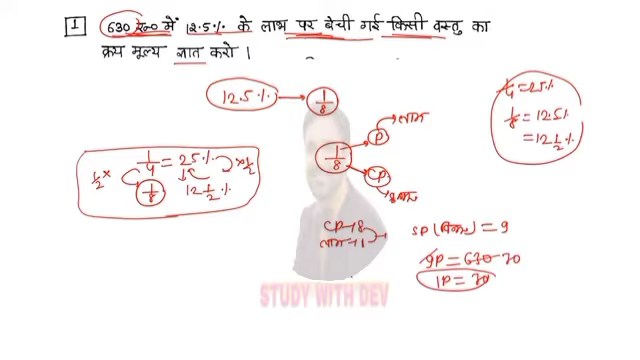 1 630 रु० में 12.5% के लाभ पर बेची गई किसी वस्तु का
क्रय मूल्य ज्ञात करो ।
12.5% → 1/8
1/4 = 25%
1/8 = 12.5%
= 12 1/2 %
1/8 P → लाभ
CP
1/2 × 1/4 = 25% × 1/2
1/8 12 1/2 %
CP → 8
लाभ → 1
SP (विक्रय) = 9
9P = 630 70
1P = 70
STUDY WITH DEV